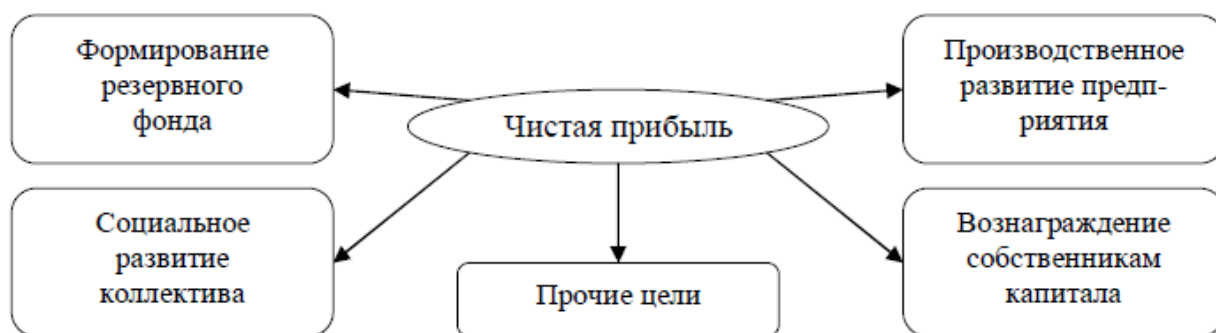 Формирование
резервного
фонда
Производственное
развитие предп-
риятия
Чистая прибыль
Социальное
развитие
коллектива
Прочие цели
Вознаграждение
собственникам
капитала